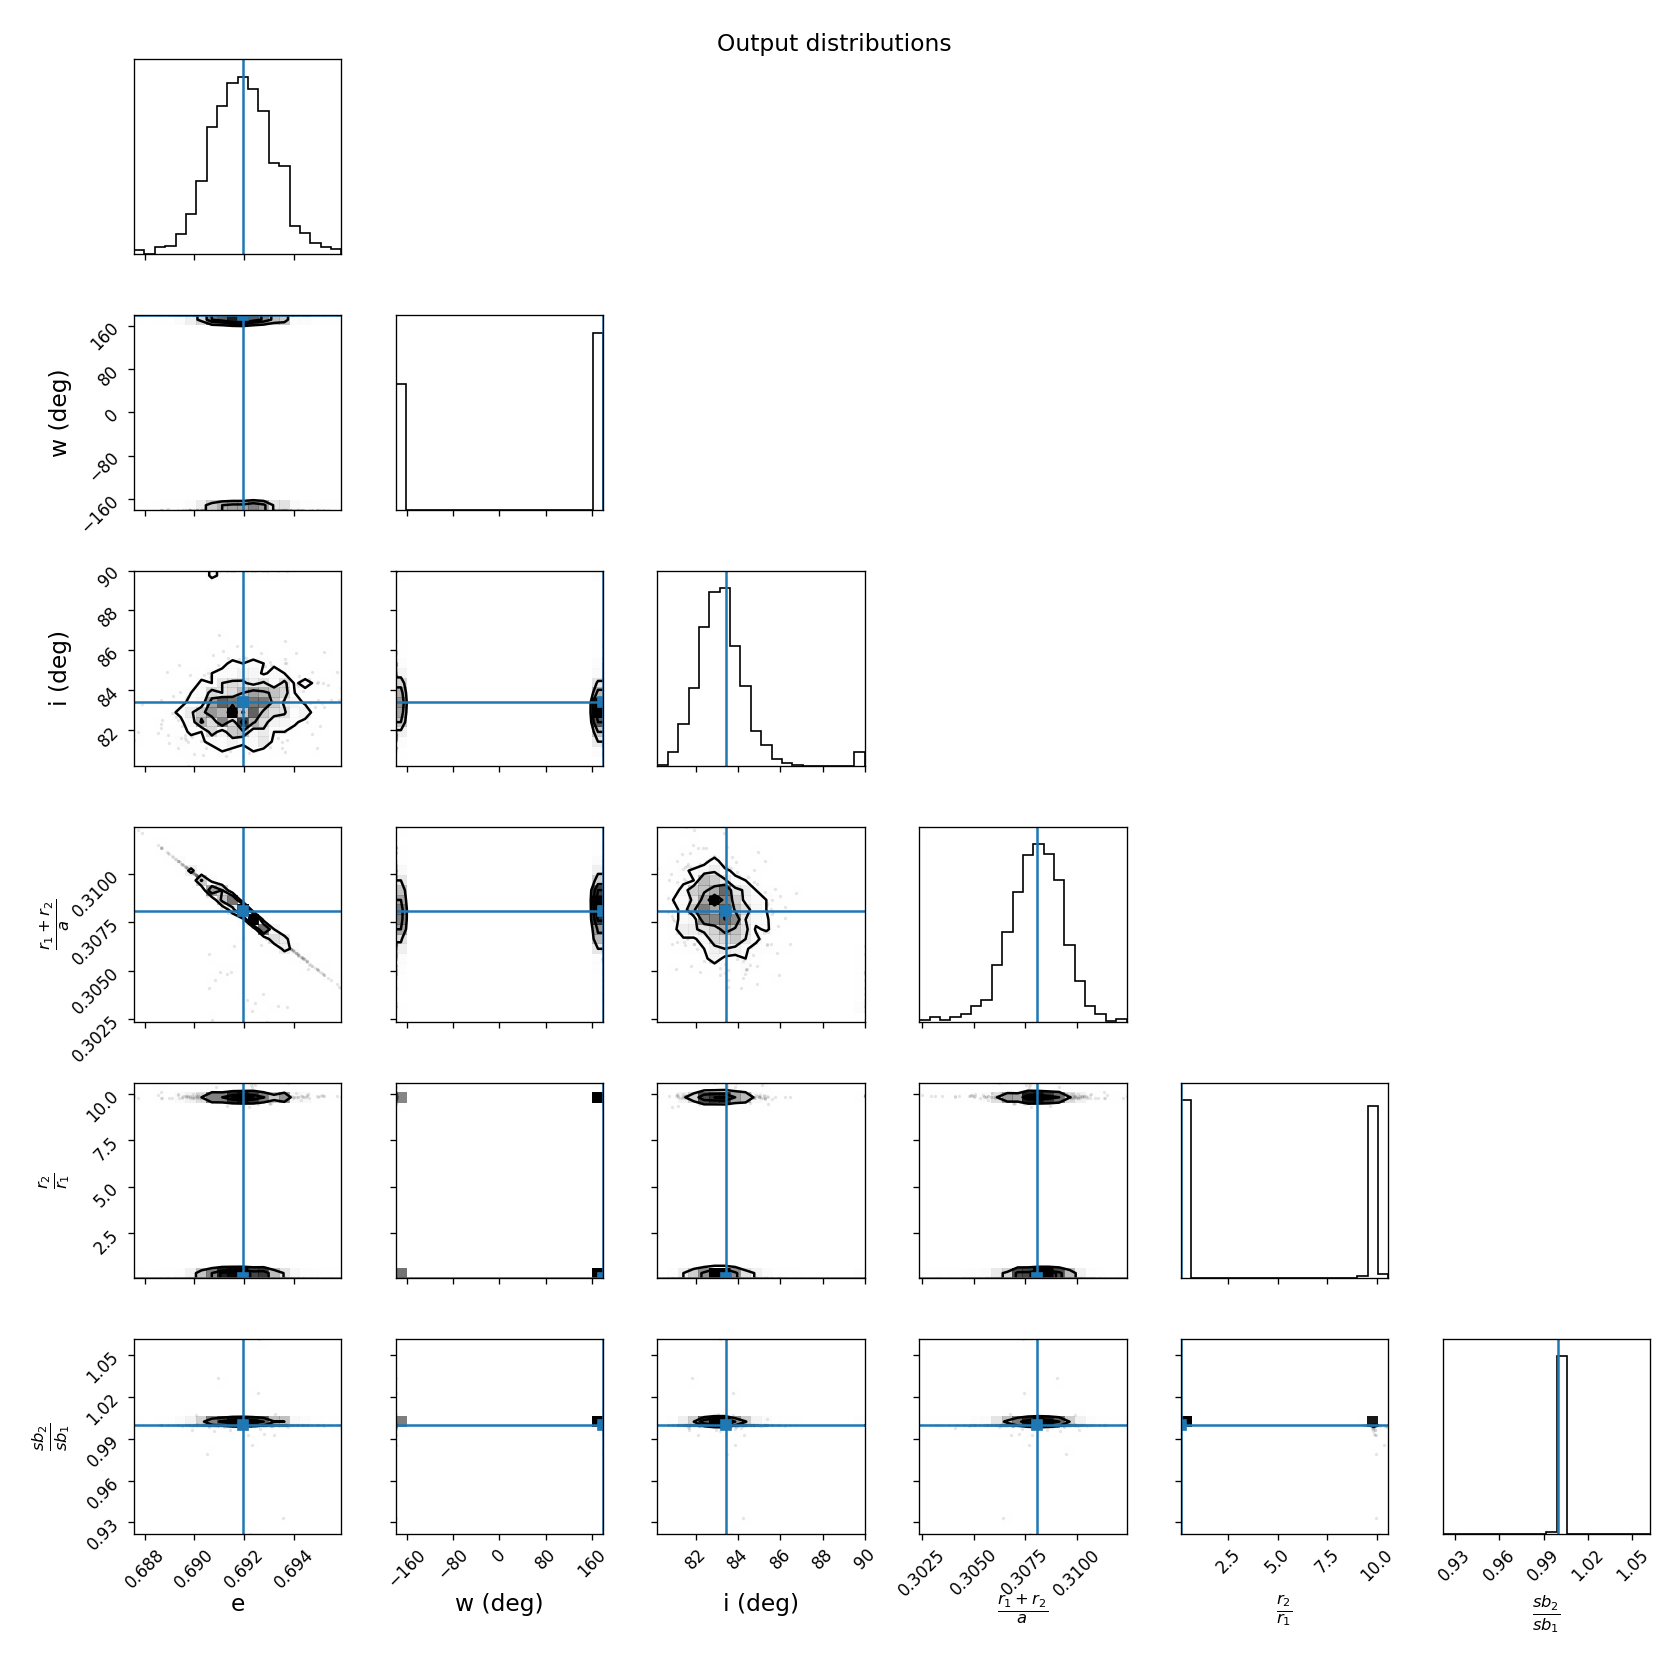 Output distributions
w (deg)
160
80
0
−80
−160
i (deg)
90
88
86
84
82
r₁ + r₂
a
0.3100
0.3075
0.3050
0.3025
r₂
r₁
10.0
7.5
5.0
2.5
sb₂
sb₁
1.05
1.02
0.99
0.96
0.93
0.688 0.690 0.692 0.694
e
−160 −80 0 80 160
w (deg)
82 84 86 88 90
i (deg)
0.3025 0.3050 0.3075 0.3100
r₁ + r₂
a
2.5 5.0 7.5 10.0
r₂
r₁
0.93 0.96 0.99 1.02 1.05
sb₂
sb₁